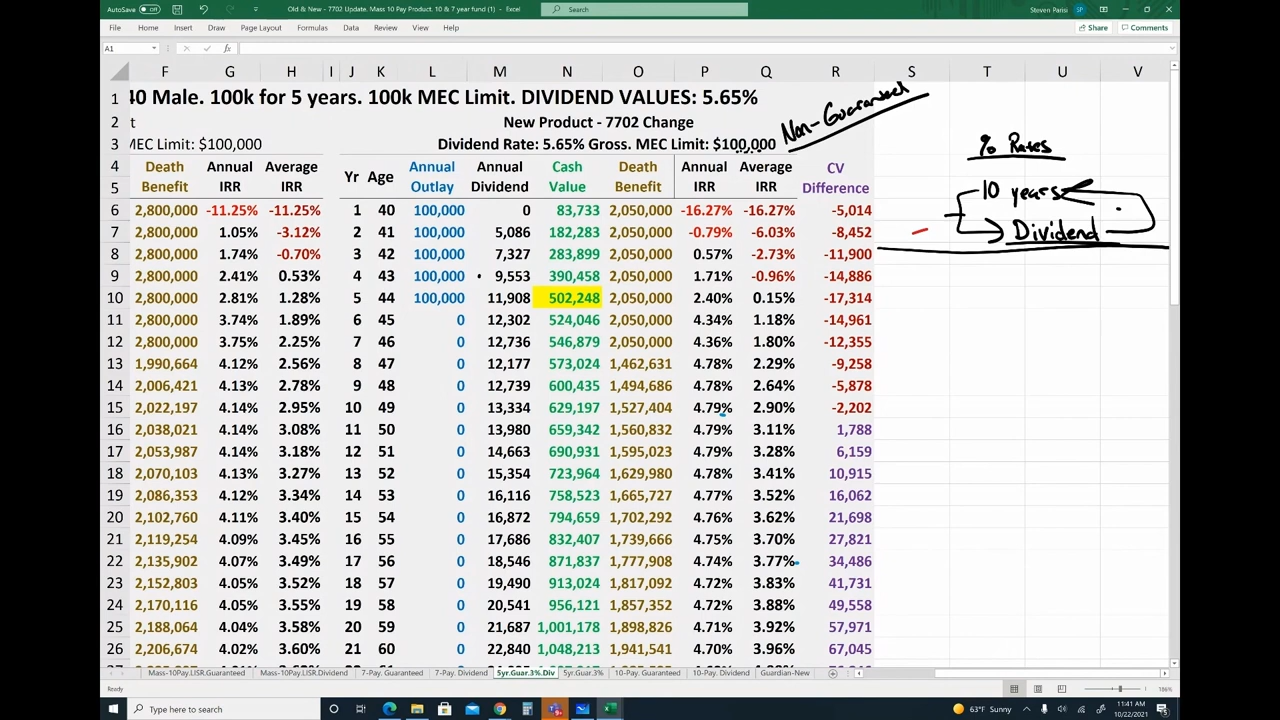 AutoSave Off
Old & New - 7702 Update. Mass 10 Pay Product. 10 & 7 year fund (1) - Excel
Search
Steven Parisi SP
File Home Insert Draw Page Layout Formulas Data Review View Help
Share Comments
A1 fx
F G H I J K L M N O P Q R S T U V
1 40 Male. 100k for 5 years. 100k MEC Limit. DIVIDEND VALUES: 5.65%
Non-Guaranteed
2 t New Product - 7702 Change
3 MEC Limit: $100,000 Dividend Rate: 5.65% Gross. MEC Limit: $100,000
% Rates
4 Death Annual Average Annual Annual Cash Death Annual Average CV
5 Benefit IRR IRR Yr Age Outlay Dividend Value Benefit IRR IRR Difference
10 years
Dividend
6 2,800,000 -11.25% -11.25% 1 40 100,000 0 83,733 2,050,000 -16.27% -16.27% -5,014
7 2,800,000 1.05% -3.12% 2 41 100,000 5,086 182,283 2,050,000 -0.79% -6.03% -8,452
8 2,800,000 1.74% -0.70% 3 42 100,000 7,327 283,899 2,050,000 0.57% -2.73% -11,900
9 2,800,000 2.41% 0.53% 4 43 100,000 9,553 390,458 2,050,000 1.71% -0.96% -14,886
10 2,800,000 2.81% 1.28% 5 44 100,000 11,908 502,248 2,050,000 2.40% 0.15% -17,314
11 2,800,000 3.74% 1.89% 6 45 0 12,302 524,046 2,050,000 4.34% 1.18% -14,961
12 2,800,000 3.75% 2.25% 7 46 0 12,736 546,879 2,050,000 4.36% 1.80% -12,355
13 1,990,664 4.12% 2.56% 8 47 0 12,177 573,024 1,462,631 4.78% 2.29% -9,258
14 2,006,421 4.13% 2.78% 9 48 0 12,739 600,435 1,494,686 4.78% 2.64% -5,878
15 2,022,197 4.14% 2.95% 10 49 0 13,334 629,197 1,527,404 4.79% 2.90% -2,202
16 2,038,021 4.14% 3.08% 11 50 0 13,980 659,342 1,560,832 4.79% 3.11% 1,788
17 2,053,987 4.14% 3.18% 12 51 0 14,663 690,931 1,595,023 4.79% 3.28% 6,159
18 2,070,103 4.13% 3.27% 13 52 0 15,354 723,964 1,629,980 4.78% 3.41% 10,915
19 2,086,353 4.12% 3.34% 14 53 0 16,116 758,523 1,665,727 4.77% 3.52% 16,062
20 2,102,760 4.11% 3.40% 15 54 0 16,872 794,659 1,702,292 4.76% 3.62% 21,698
21 2,119,254 4.09% 3.45% 16 55 0 17,686 832,407 1,739,666 4.75% 3.70% 27,821
22 2,135,902 4.07% 3.49% 17 56 0 18,546 871,837 1,777,908 4.74% 3.77% 34,486
23 2,152,803 4.05% 3.52% 18 57 0 19,490 913,024 1,817,092 4.72% 3.83% 41,731
24 2,170,116 4.05% 3.55% 19 58 0 20,541 956,121 1,857,352 4.72% 3.88% 49,558
25 2,188,064 4.04% 3.58% 20 59 0 21,687 1,001,178 1,898,826 4.71% 3.92% 57,971
26 2,206,674 4.02% 3.60% 21 60 0 22,840 1,048,213 1,941,541 4.70% 3.96% 67,045
27
Mass-10Pay.LISR.Guaranteed Mass-10Pay.LISR.Dividend 7-Pay. Guaranteed 7-Pay. Dividend 5yr.Guar.3%.Div 5yr.Guar.3% 10-Pay. Guaranteed 10-Pay. Dividend Guardian-New
Ready 186%
Type here to search
63°F Sunny
11:41 AM
10/22/2021